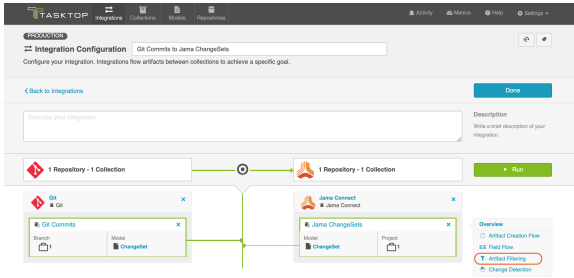 TASKTOP
Integrations
Collections
Models
Repositories
Activity
Metrics
Help
Settings
PRODUCTION
Integration Configuration
Git Commits to Jama ChangeSets
Configure your integration. Integrations flow artifacts between collections to achieve a specific goal.
Back to Integrations
Done
Describe your integration
Description
Write a brief description of your
integration.
1 Repository - 1 Collection
1 Repository - 1 Collection
Run
Git
Git
Jama Connect
Jama Connect
Git Commits
Branch
1
Model
ChangeSet
Jama ChangeSets
Model
ChangeSet
Project
1
Overview
Artifact Creation Flow
Field Flow
Artifact Filtering
Change Detection